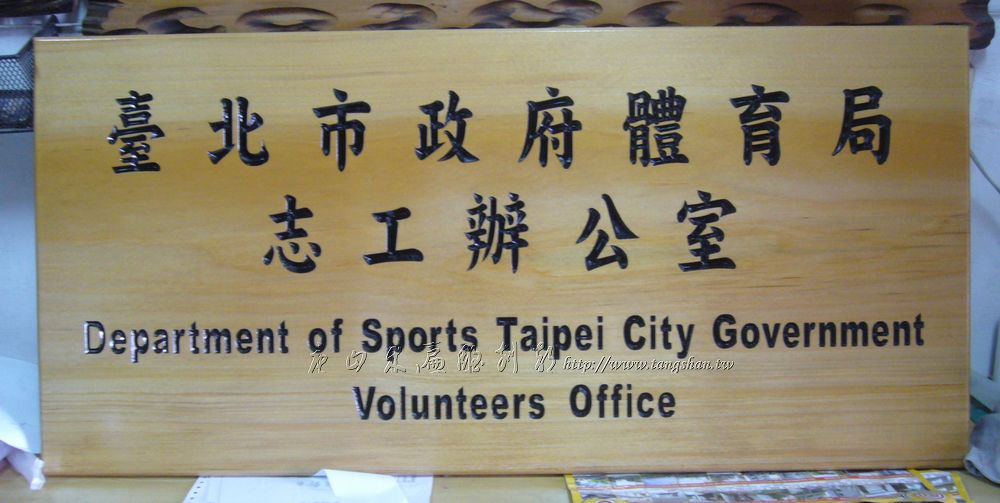 臺北市政府體育局
志工辦公室
Department of Sports Taipei City Government
http://www.tangshan.tw
Volunteers Office